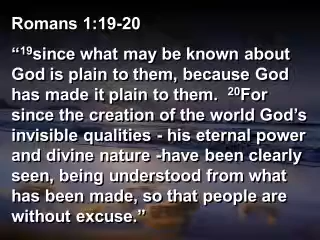 Romans 1:19-20
“19since what may be known about
God is plain to them, because God
has made it plain to them.  20For
since the creation of the world God’s
invisible qualities - his eternal power
and divine nature -have been clearly
seen, being understood from what
has been made, so that people are
without excuse.”